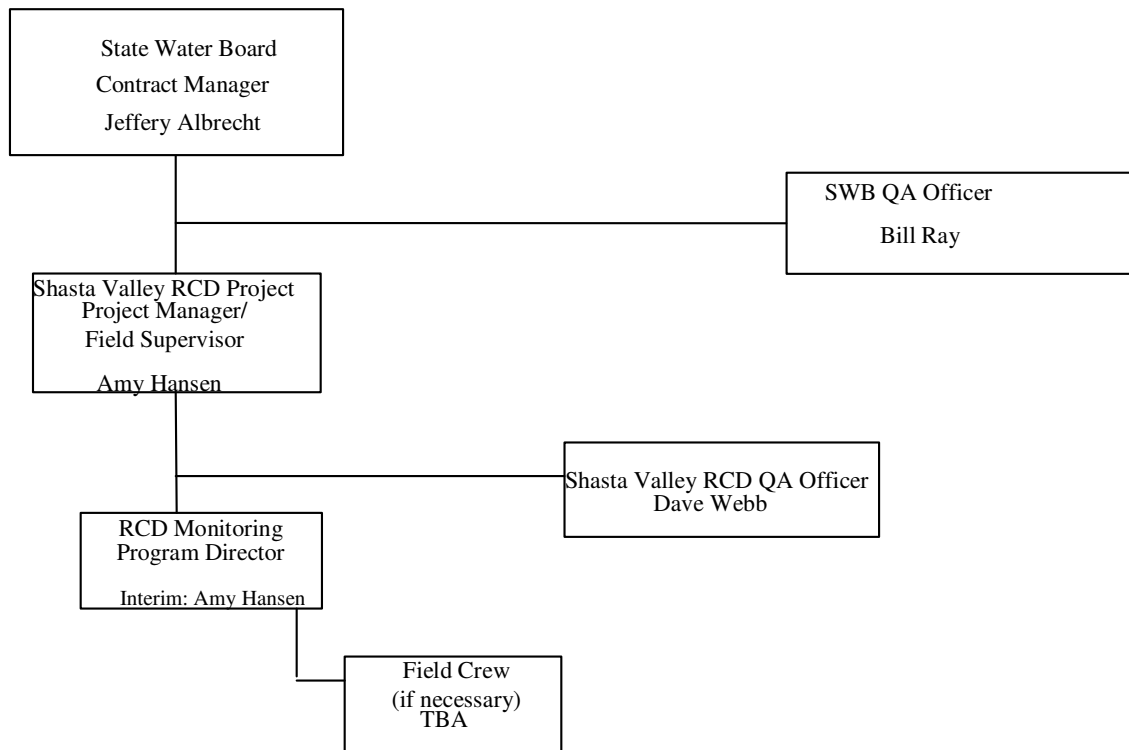 State Water Board
Contract Manager
Jeffery Albrecht
SWB QA Officer
Bill Ray
Shasta Valley RCD Project
Project Manager/
Field Supervisor
Amy Hansen
Shasta Valley RCD QA Officer
Dave Webb
RCD Monitoring
Program Director
Interim: Amy Hansen
Field Crew
(if necessary)
TBA